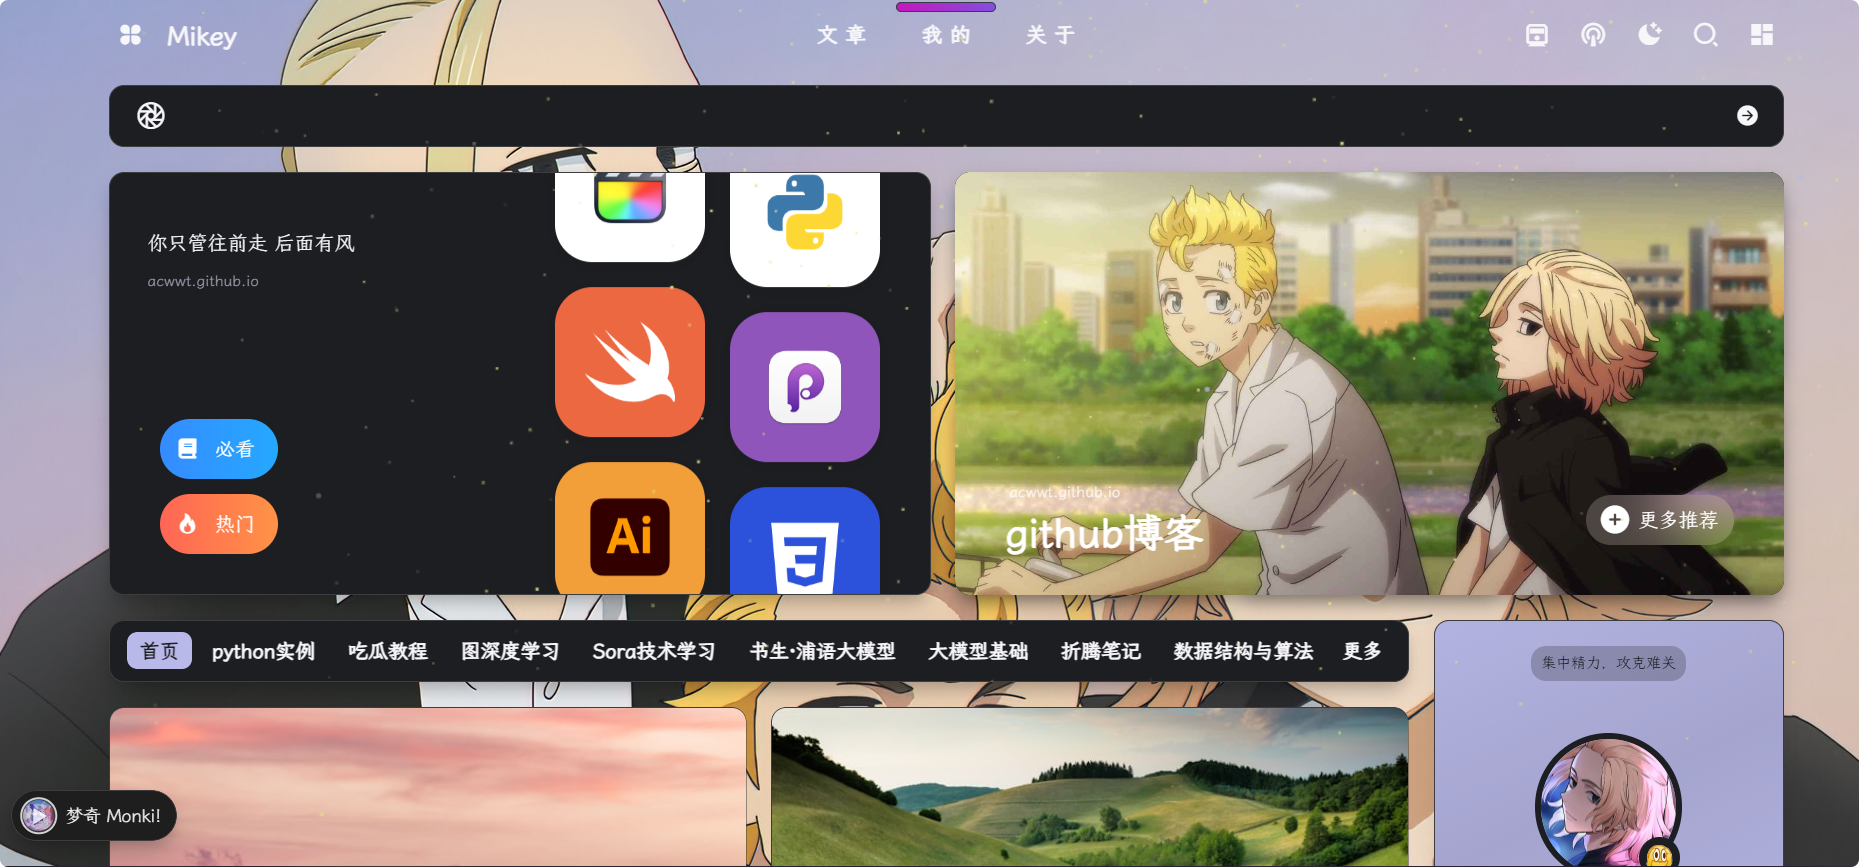 Mikey
文章
我的
关于
你只管往前走 后面有风
acwwt.github.io
必看
热门
Ai
acwwt.github.io
github博客
更多推荐
首页
python实例
吃瓜教程
图深度学习
Sora技术学习
书生•浦语大模型
大模型基础
折腾笔记
数据结构与算法
更多
集中精力，攻克难关
梦奇 Monki!